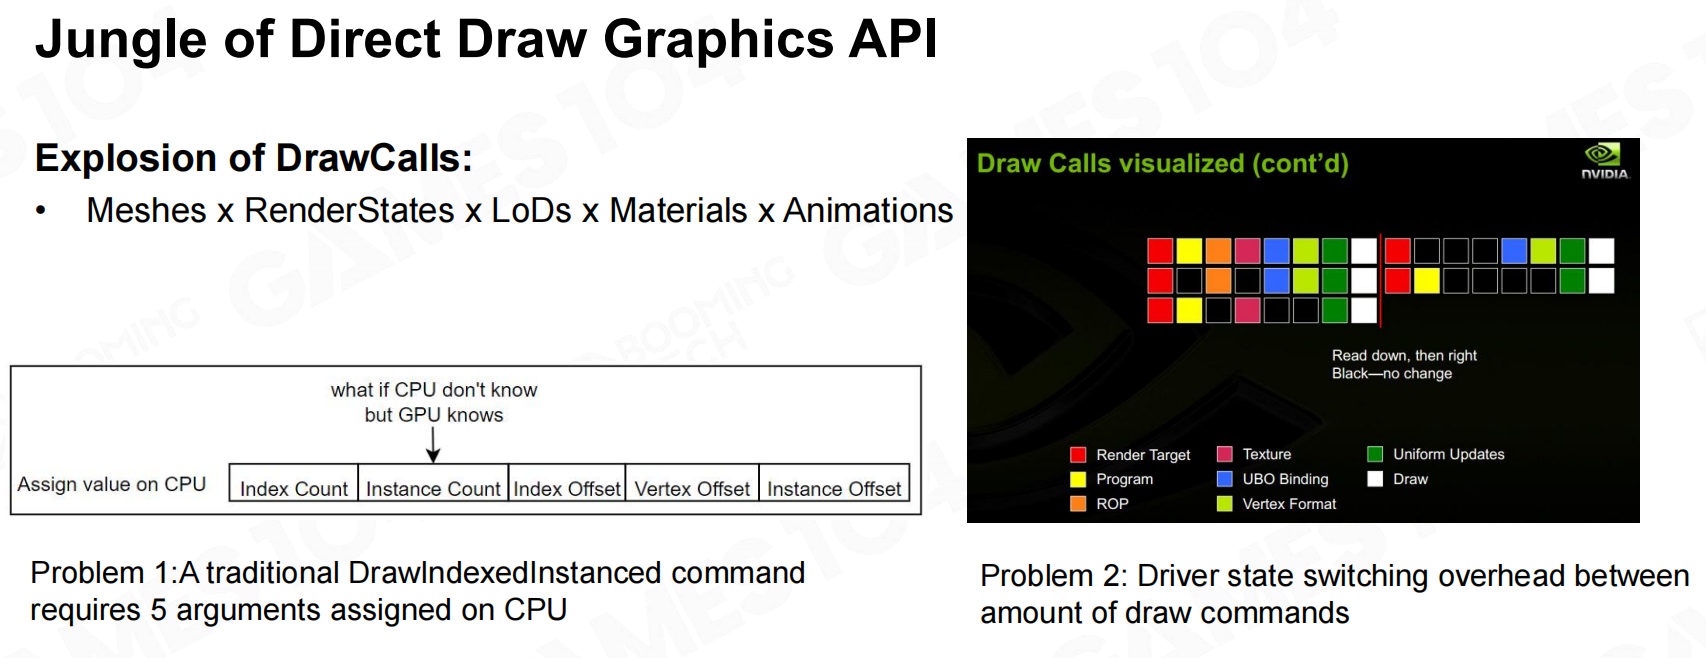 Jungle of Direct Draw Graphics API
Explosion of DrawCalls:
• Meshes x RenderStates x LoDs x Materials x Animations
what if CPU don't know
but GPU knows
Assign value on CPU
Index Count
Instance Count
Index Offset
Vertex Offset
Instance Offset
Problem 1:A traditional DrawIndexedInstanced command
requires 5 arguments assigned on CPU
Draw Calls visualized (cont’d)
NVIDIA.
Read down, then right
Black—no change
Render Target
Program
ROP
Texture
UBO Binding
Vertex Format
Uniform Updates
Draw
Problem 2: Driver state switching overhead between
amount of draw commands
GAMES 104
BOOMING
TECH